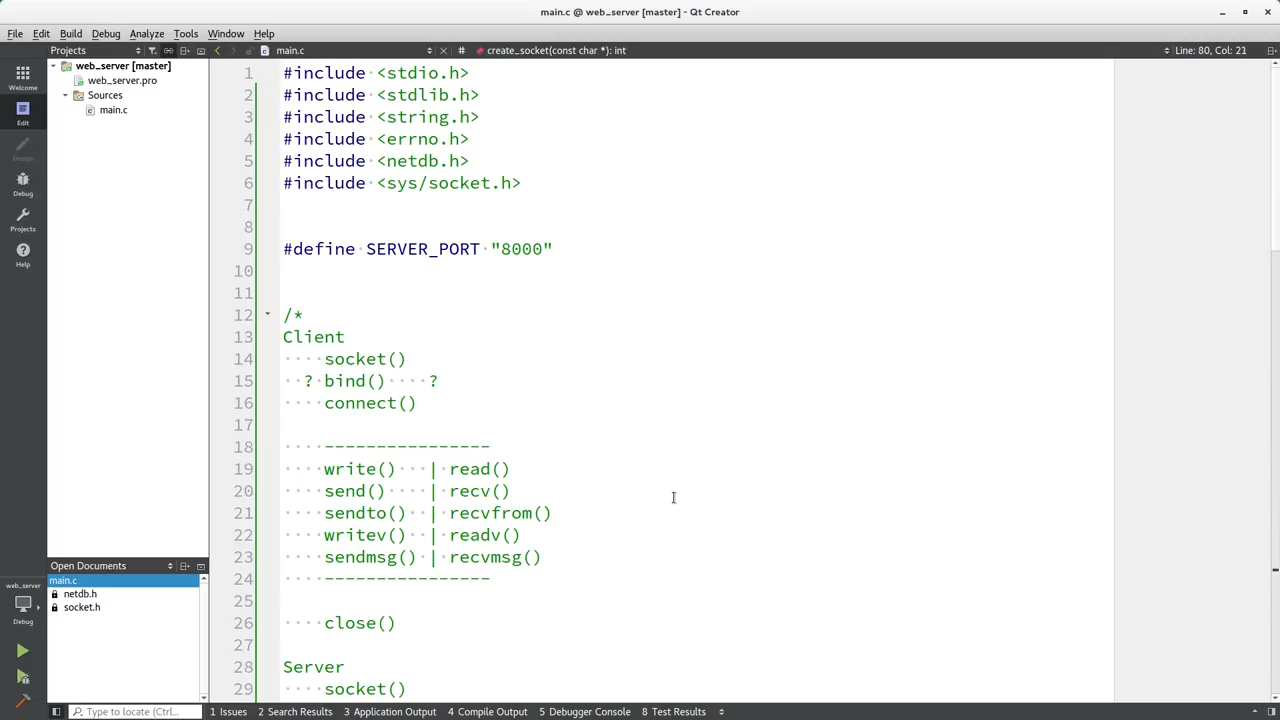 main.c @ web_server [master] - Qt Creator
File Edit Build Debug Analyze Tools Window Help
Projects
main.c
# create_socket(const char *): int
Line: 80, Col: 21
Welcome
Edit
Design
Debug
Projects
Help
web_server [master]
web_server.pro
Sources
main.c
1 #include <stdio.h>
2 #include <stdlib.h>
3 #include <string.h>
4 #include <errno.h>
5 #include <netdb.h>
6 #include <sys/socket.h>
7
8
9 #define SERVER_PORT "8000"
10
11
12 /*
13 Client
14 socket()
15 ? bind() ?
16 connect()
17
18 ----------------
19 write() | read()
20 send() | recv()
21 sendto() | recvfrom()
22 writev() | readv()
23 sendmsg() | recvmsg()
24 ----------------
25
26 close()
27
28 Server
29 socket()
Open Documents
main.c
netdb.h
socket.h
web_server
Debug
Type to locate (Ctrl...
1 Issues 2 Search Results 3 Application Output 4 Compile Output 5 Debugger Console 8 Test Results